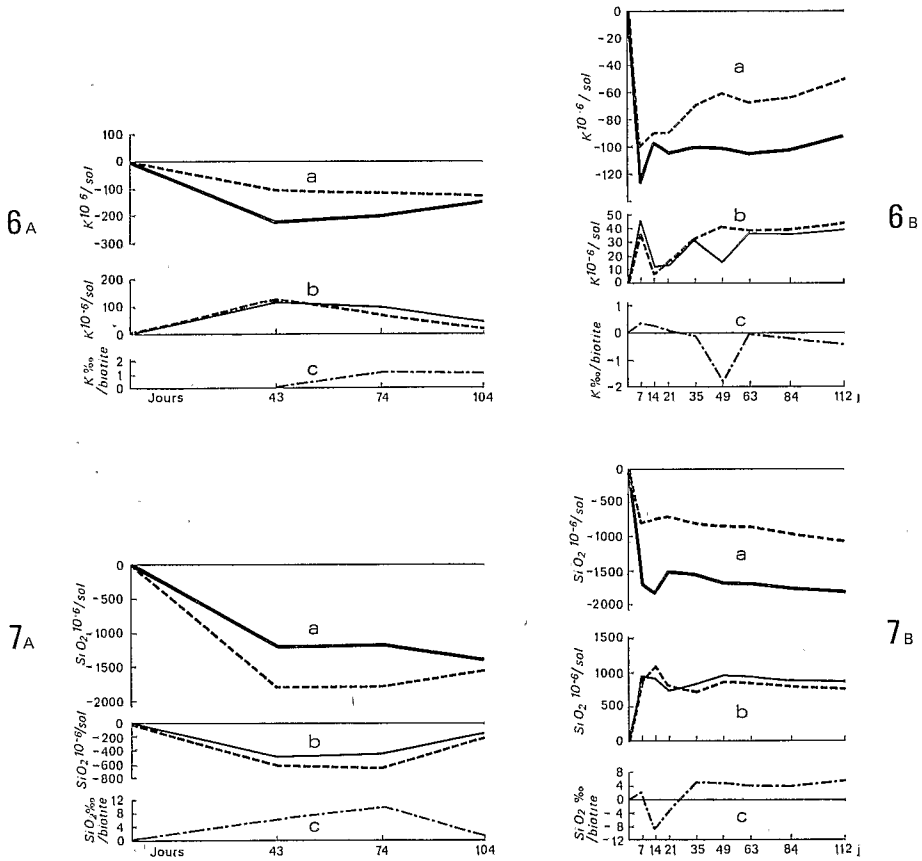 6A
K 10⁻⁶/sol
100
0
-100
-200
-300
a
K 10⁻⁶/sol
200
100
0
b
K ‰ /biotite
2
1
0
c
Jours 43 74 104
6B
K 10⁻⁶/sol
0
-20
-40
-60
-80
-100
-120
a
K 10⁻⁶/sol
50
40
30
20
10
0
b
K ‰/biotite
1
0
-1
-2
c
7 14 21 35 49 63 84 112 j
7A
SiO₂ 10⁻⁶/sol
0
-500
-1000
-1500
-2000
a
SiO₂ 10⁻⁶/sol
0
-200
-400
-600
-800
b
SiO₂ ‰ /biotite
12
8
4
0
c
Jours 43 74 104
7B
SiO₂ 10⁻⁶/sol
0
-500
-1000
-1500
-2000
a
SiO₂ 10⁻⁶/sol
1500
1000
500
0
b
SiO₂ ‰ /biotite
8
4
0
-4
-8
-12
c
7 14 21 35 49 63 84 112 j